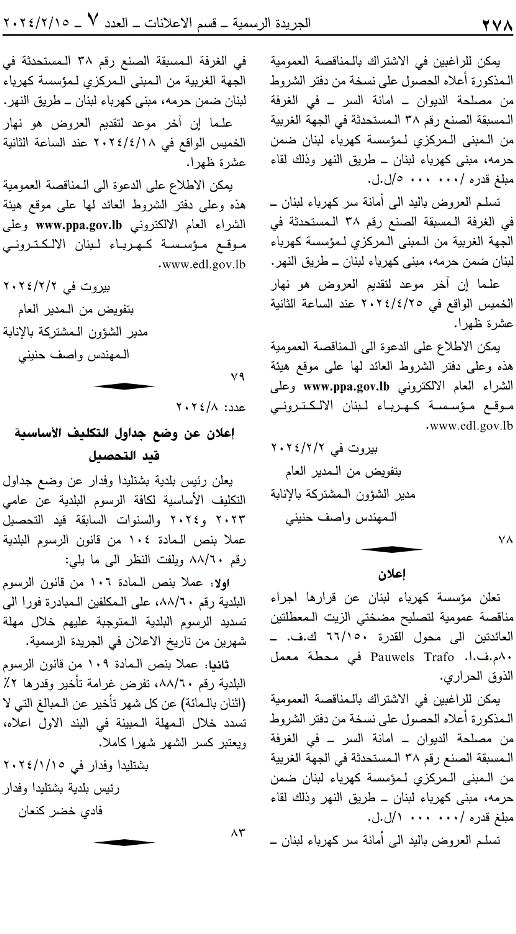 ٢٧٨
الجريدة الرسمية ــ قسم الاعلانات ــ العدد ٧ ــ ٢٠٢٤/٢/١٥
يمكن للراغبين في الاشتراك بالمناقصة العمومية
المذكورة أعلاه الحصول على نسخة من دفتر الشروط
من مصلحة الديوان ــ امانة السر ــ في الغرفة
المسبقة الصنع رقم ٣٨ المستحدثة في الجهة الغربية
من المبنى المركزي لمؤسسة كهرباء لبنان ضمن
حرمه، مبنى كهرباء لبنان ــ طريق النهر وذلك لقاء
مبلغ قدره /٠٠٠ ٠٠٠ ٥/ل.ل.
تسلم العروض باليد الى أمانة سر كهرباء لبنان ــ
في الغرفة المسبقة الصنع رقم ٣٨ المستحدثة في
الجهة الغربية من المبنى المركزي لمؤسسة كهرباء
لبنان ضمن حرمه، مبنى كهرباء لبنان ــ طريق النهر.
علما إن آخر موعد لتقديم العروض هو نهار
الخميس الواقع في ٢٠٢٤/٤/٢٥ عند الساعة الثانية
عشرة ظهرا.
يمكن الاطلاع على الدعوة الى المناقصة العمومية
هذه وعلى دفتر الشروط العائد لها على موقع هيئة
الشراء العام الالكتروني www.ppa.gov.lb وعلى
موقع مؤسسة كهرباء لبنان الالكتروني
www.edl.gov.lb.
بيروت في ٢٠٢٤/٢/٢
بتفويض من المدير العام
مدير الشؤون المشتركة بالإنابة
المهندس واصف حنيني
٧٨
إعلان
تعلن مؤسسة كهرباء لبنان عن قرارها اجراء
مناقصة عمومية لتصليح مضختي الزيت المعطلتين
العائدتين الى محول القدرة ٦٦/١٥٠ ك.ف. ــ
٨٠م.ف.ا. Pauwels Trafo في محطة معمل
الذوق الحراري.
يمكن للراغبين في الاشتراك بالمناقصة العمومية
المذكورة أعلاه الحصول على نسخة من دفتر الشروط
من مصلحة الديوان ــ امانة السر ــ في الغرفة
المسبقة الصنع رقم ٣٨ المستحدثة في الجهة الغربية
من المبنى المركزي لمؤسسة كهرباء لبنان ضمن
حرمه، مبنى كهرباء لبنان ــ طريق النهر وذلك لقاء
مبلغ قدره /٠٠٠ ٠٠٠ ١/ل.ل.
تسلم العروض باليد الى أمانة سر كهرباء لبنان ــ
في الغرفة المسبقة الصنع رقم ٣٨ المستحدثة في
الجهة الغربية من المبنى المركزي لمؤسسة كهرباء
لبنان ضمن حرمه، مبنى كهرباء لبنان ــ طريق النهر.
علما إن آخر موعد لتقديم العروض هو نهار
الخميس الواقع في ٢٠٢٤/٤/١٨ عند الساعة الثانية
عشرة ظهرا.
يمكن الاطلاع على الدعوة الى المناقصة العمومية
هذه وعلى دفتر الشروط العائد لها على موقع هيئة
الشراء العام الالكتروني www.ppa.gov.lb وعلى
موقع مؤسسة كهرباء لبنان الالكتروني
www.edl.gov.lb.
بيروت في ٢٠٢٤/٢/٢
بتفويض من المدير العام
مدير الشؤون المشتركة بالإنابة
المهندس واصف حنيني
٧٩
عدد: ٢٠٢٤/٨
إعلان عن وضع جداول التكليف الأساسية
قيد التحصيل
يعلن رئيس بلدية بشتليدا وفدار عن وضع جداول
التكليف الأساسية لكافة الرسوم البلدية عن عامي
٢٠٢٣ و٢٠٢٤ والسنوات السابقة قيد التحصيل
عملا بنص المادة ١٠٤ من قانون الرسوم البلدية
رقم ٨٨/٦٠ ويلفت النظر الى ما يلي:
اولا: عملا بنص المادة ١٠٦ من قانون الرسوم
البلدية رقم ٨٨/٦٠، على المكلفين المبادرة فورا الى
تسديد الرسوم البلدية المتوجبة عليهم خلال مهلة
شهرين من تاريخ الاعلان في الجريدة الرسمية.
ثانيا: عملا بنص المادة ١٠٩ من قانون الرسوم
البلدية رقم ٨٨/٦٠، نفرض غرامة تأخير وقدرها ٢٪
(اثنان بالمائة) عن كل شهر تأخير عن المبالغ التي لا
تسدد خلال المهلة المبينة في البند الاول اعلاه،
ويعتبر كسر الشهر شهرا كاملا.
بشتليدا وفدار في ٢٠٢٤/١/١٥
رئيس بلدية بشتليدا وفدار
فادي خضر كنعان
٨٣